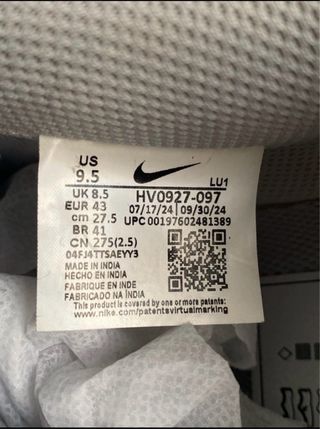 US
9.5
LU1
UK 8.5
EUR 43
cm 27.5
BR 41
CN 275(2.5)
HV0927-097
07/17/24 | 09/30/24
UPC 00197602481389
04FJ4TTSAEYY3
MADE IN INDIA
HECHO EN INDIA
FABRIQUE EN INDE
FABRICADO NA ÍNDIA
This product is covered by one or more patents:
www.nike.com/patentsvirtualmarking